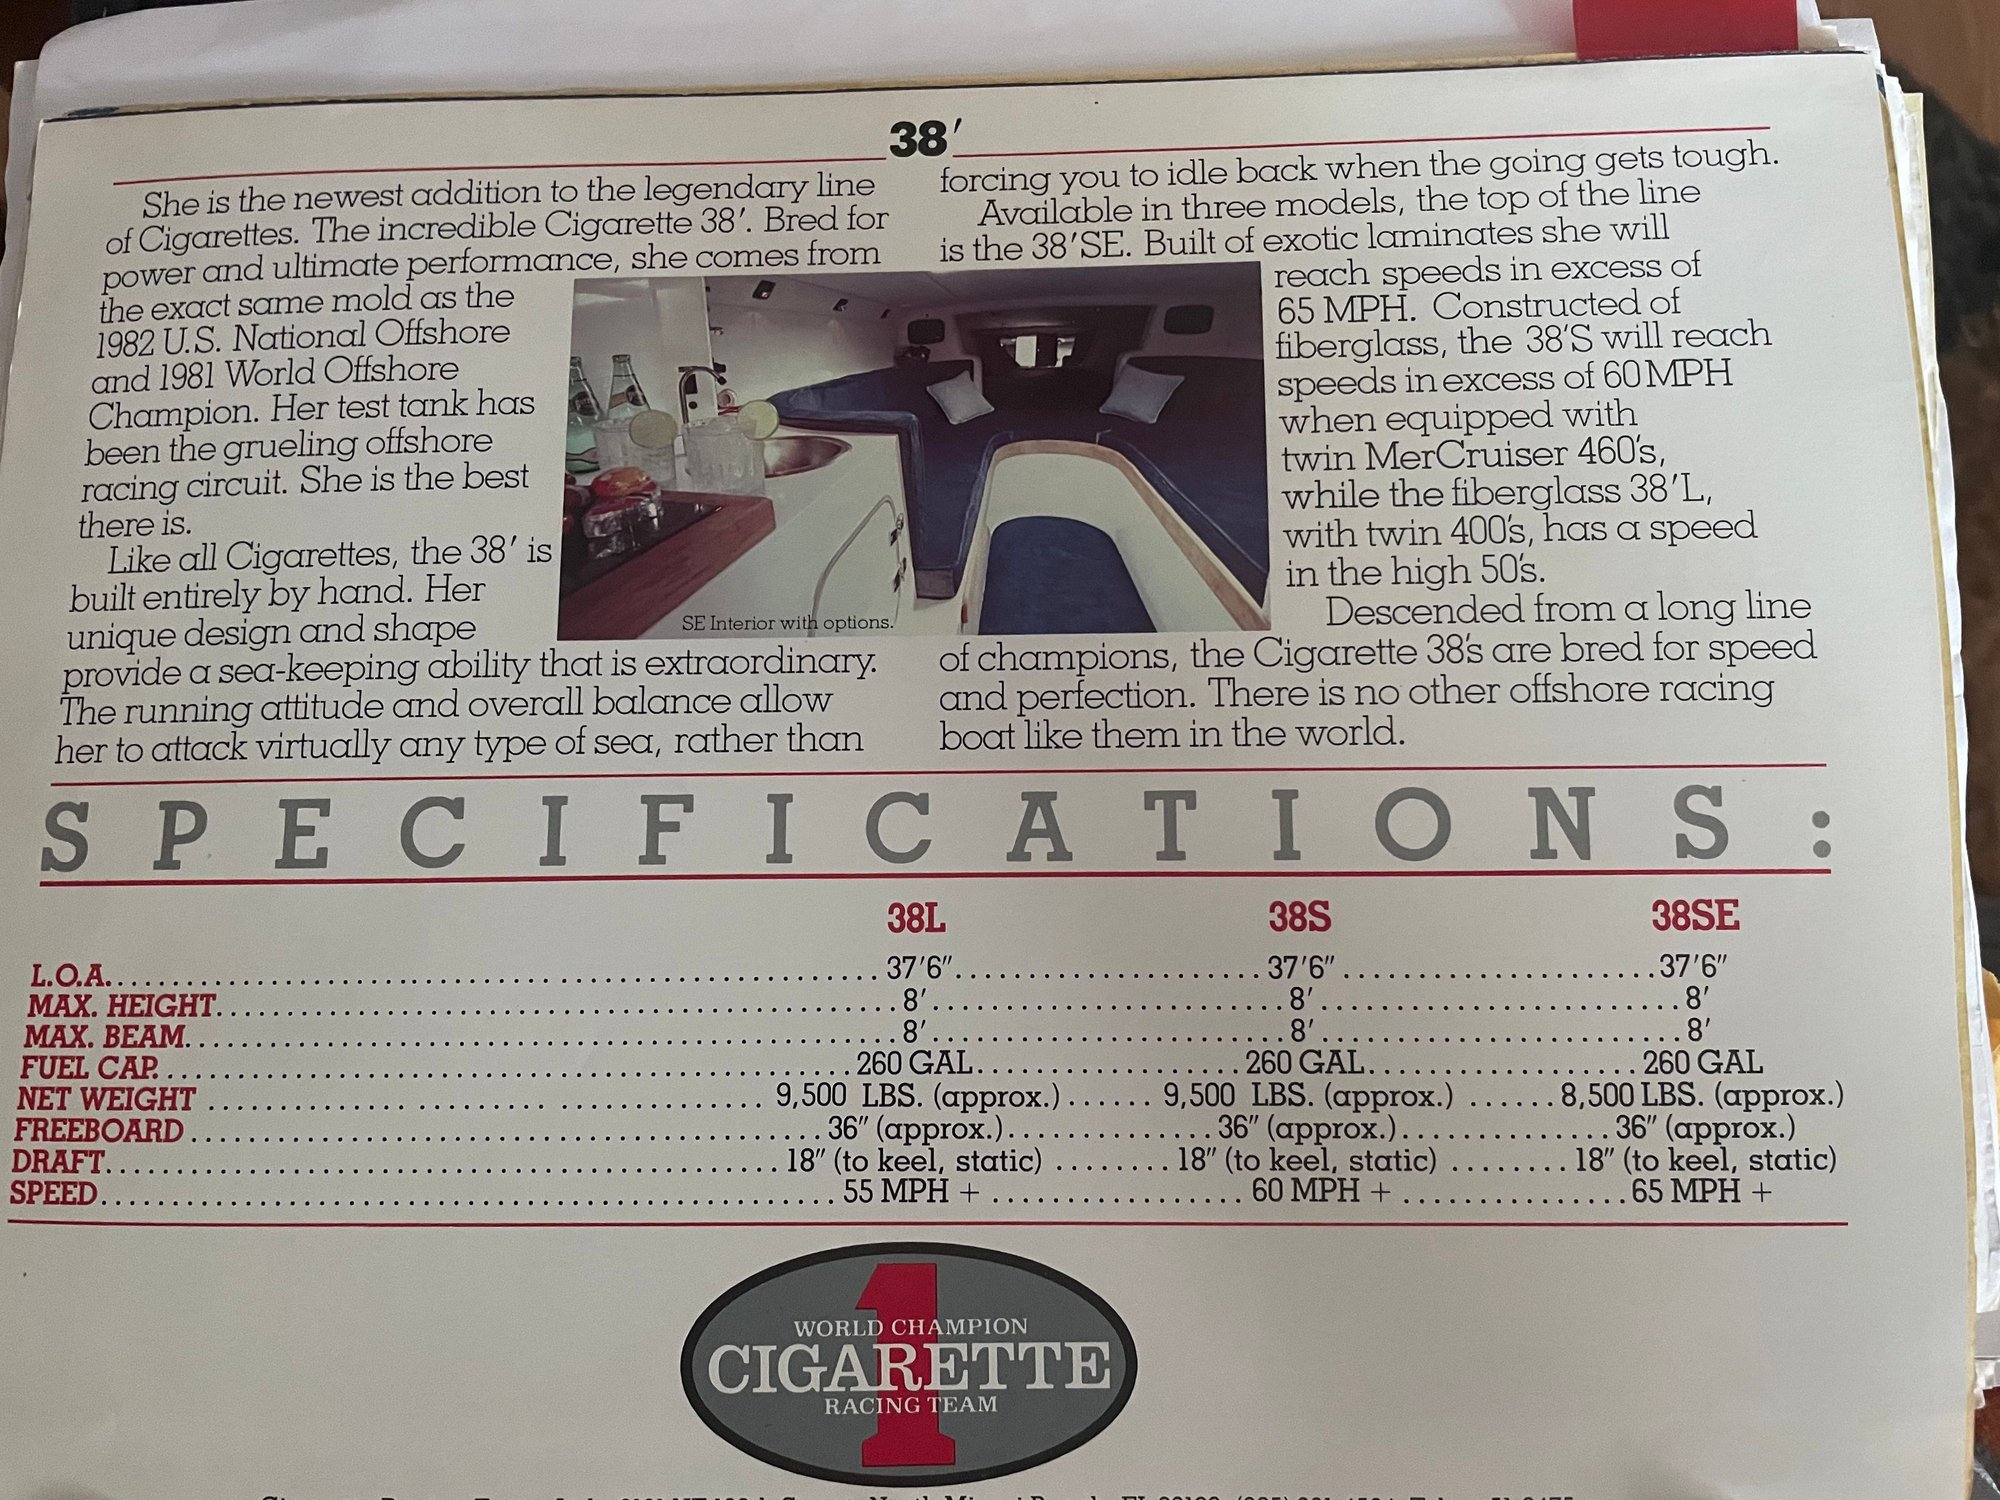 38'
She is the newest addition to the legendary line
of Cigarettes. The incredible Cigarette 38'. Bred for
power and ultimate performance, she comes from
the exact same mold as the
1982 U.S. National Offshore
and 1981 World Offshore
Champion. Her test tank has
been the grueling offshore
racing circuit. She is the best
there is.
Like all Cigarettes, the 38' is
built entirely by hand. Her
unique design and shape
provide a sea-keeping ability that is extraordinary.
The running attitude and overall balance allow
her to attack virtually any type of sea, rather than
forcing you to idle back when the going gets tough.
Available in three models, the top of the line
is the 38'SE. Built of exotic laminates she will
reach speeds in excess of
65 MPH. Constructed of
fiberglass, the 38'S will reach
speeds in excess of 60 MPH
when equipped with
twin MerCruiser 460's,
while the fiberglass 38'L,
with twin 400's, has a speed
in the high 50's.
Descended from a long line
of champions, the Cigarette 38's are bred for speed
and perfection. There is no other offshore racing
boat like them in the world.
SE Interior with options.
SPECIFICATIONS:
38L 38S 38SE
L.O.A. 37'6" 37'6" 37'6"
MAX. HEIGHT 8' 8' 8'
MAX. BEAM 8' 8' 8'
FUEL CAP. 260 GAL 260 GAL 260 GAL
NET WEIGHT 9,500 LBS. (approx.) 9,500 LBS. (approx.) 8,500 LBS. (approx.)
FREEBOARD 36" (approx.) 36" (approx.) 36" (approx.)
DRAFT 18" (to keel, static) 18" (to keel, static) 18" (to keel, static)
SPEED 55 MPH + 60 MPH + 65 MPH +
1
WORLD CHAMPION
CIGARETTE
RACING TEAM